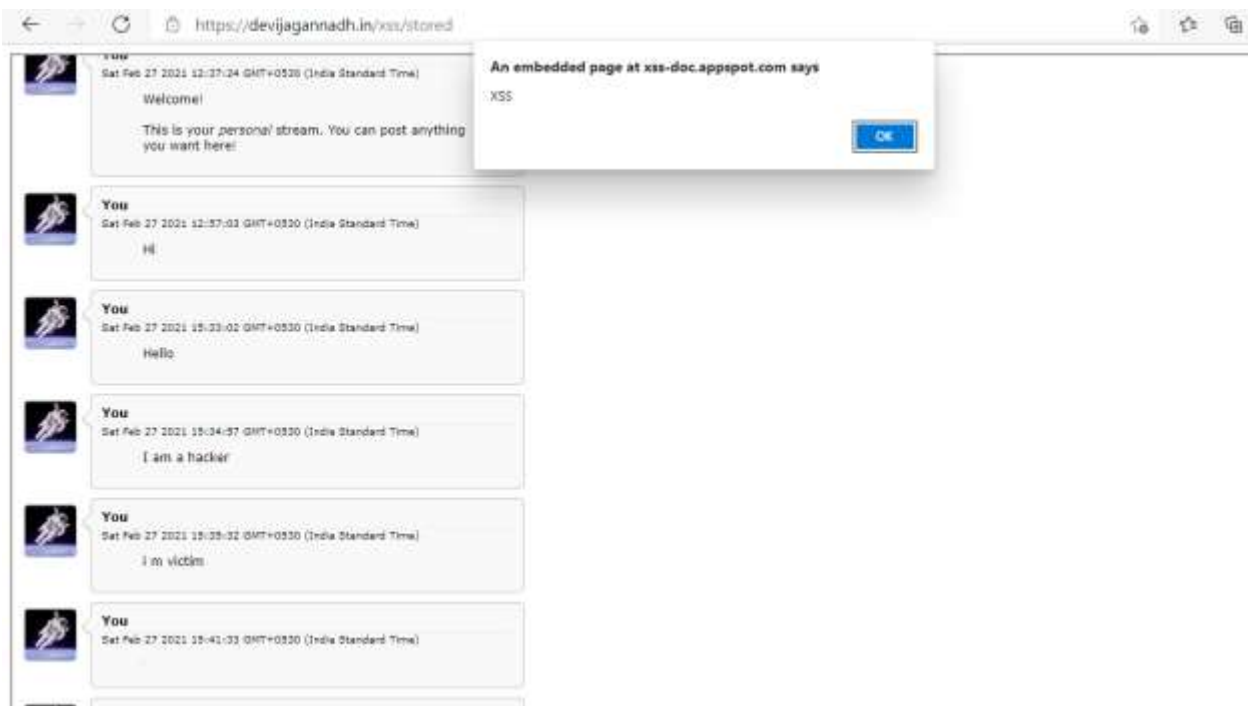 https://devijagannadh.in/xss/stored
An embedded page at xss-doc.appspot.com says
XSS
OK
You
Sat Feb 27 2021 12:37:24 GMT+0530 (India Standard Time)
Welcome!
This is your personal stream. You can post anything
you want here!
You
Sat Feb 27 2021 12:57:03 GMT+0530 (India Standard Time)
Hi
You
Sat Feb 27 2021 15:33:02 GMT+0530 (India Standard Time)
Hello
You
Sat Feb 27 2021 15:34:57 GMT+0530 (India Standard Time)
I am a hacker
You
Sat Feb 27 2021 15:35:32 GMT+0530 (India Standard Time)
i m victim
You
Sat Feb 27 2021 15:41:33 GMT+0530 (India Standard Time)